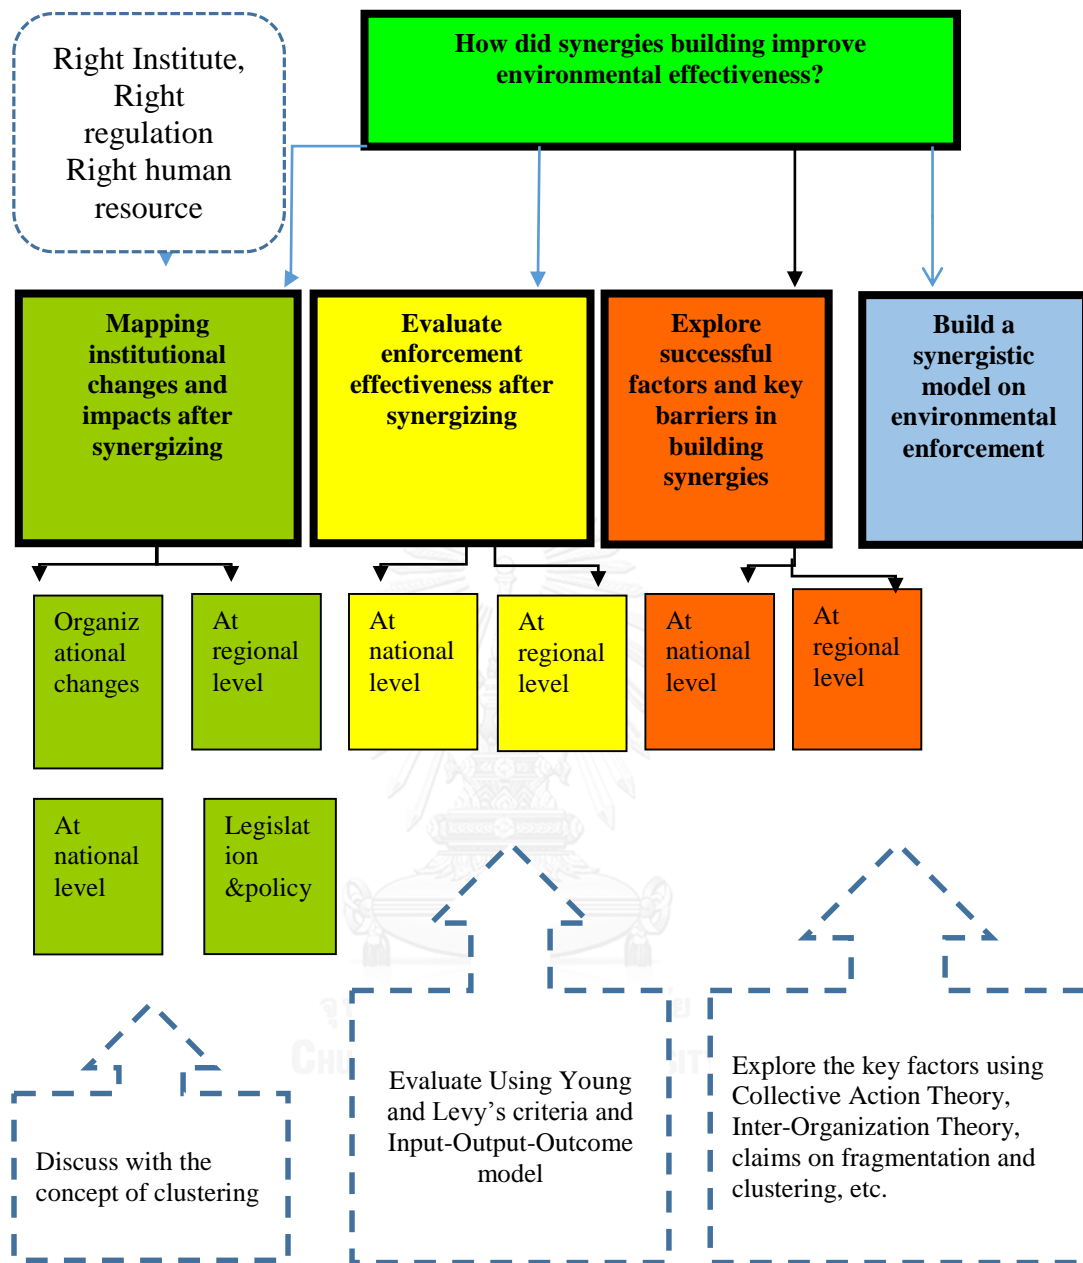 Right Institute,
Right
regulation
Right human
resource
How did synergies building improve
environmental effectiveness?
Mapping
institutional
changes and
impacts after
synergizing
Evaluate
enforcement
effectiveness after
synergizing
Explore
successful
factors and key
barriers in
building
synergies
Build a
synergistic
model on
environmental
enforcement
Organiz
ational
changes
At
regional
level
At
national
level
At
regional
level
At
national
level
At
regional
level
At
national
level
Legislat
ion
&policy
Discuss with the
concept of clustering
Evaluate Using Young
and Levy's criteria and
Input-Output-Outcome
model
Explore the key factors using
Collective Action Theory,
Inter-Organization Theory,
claims on fragmentation and
clustering, etc.